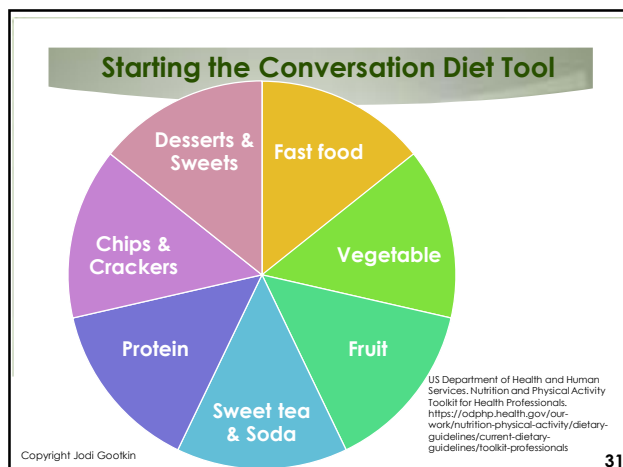 Starting the Conversation Diet Tool
Desserts &
Sweets
Fast food
Chips &
Crackers
Vegetable
Protein
Fruit
Sweet tea
& Soda
US Department of Health and Human
Services. Nutrition and Physical Activity
Toolkit for Health Professionals.
https://odphp.health.gov/our-
work/nutrition-physical-activity/dietary-
guidelines/current-dietary-
guidelines/toolkit-professionals
Copyright Jodi Gootkin
31